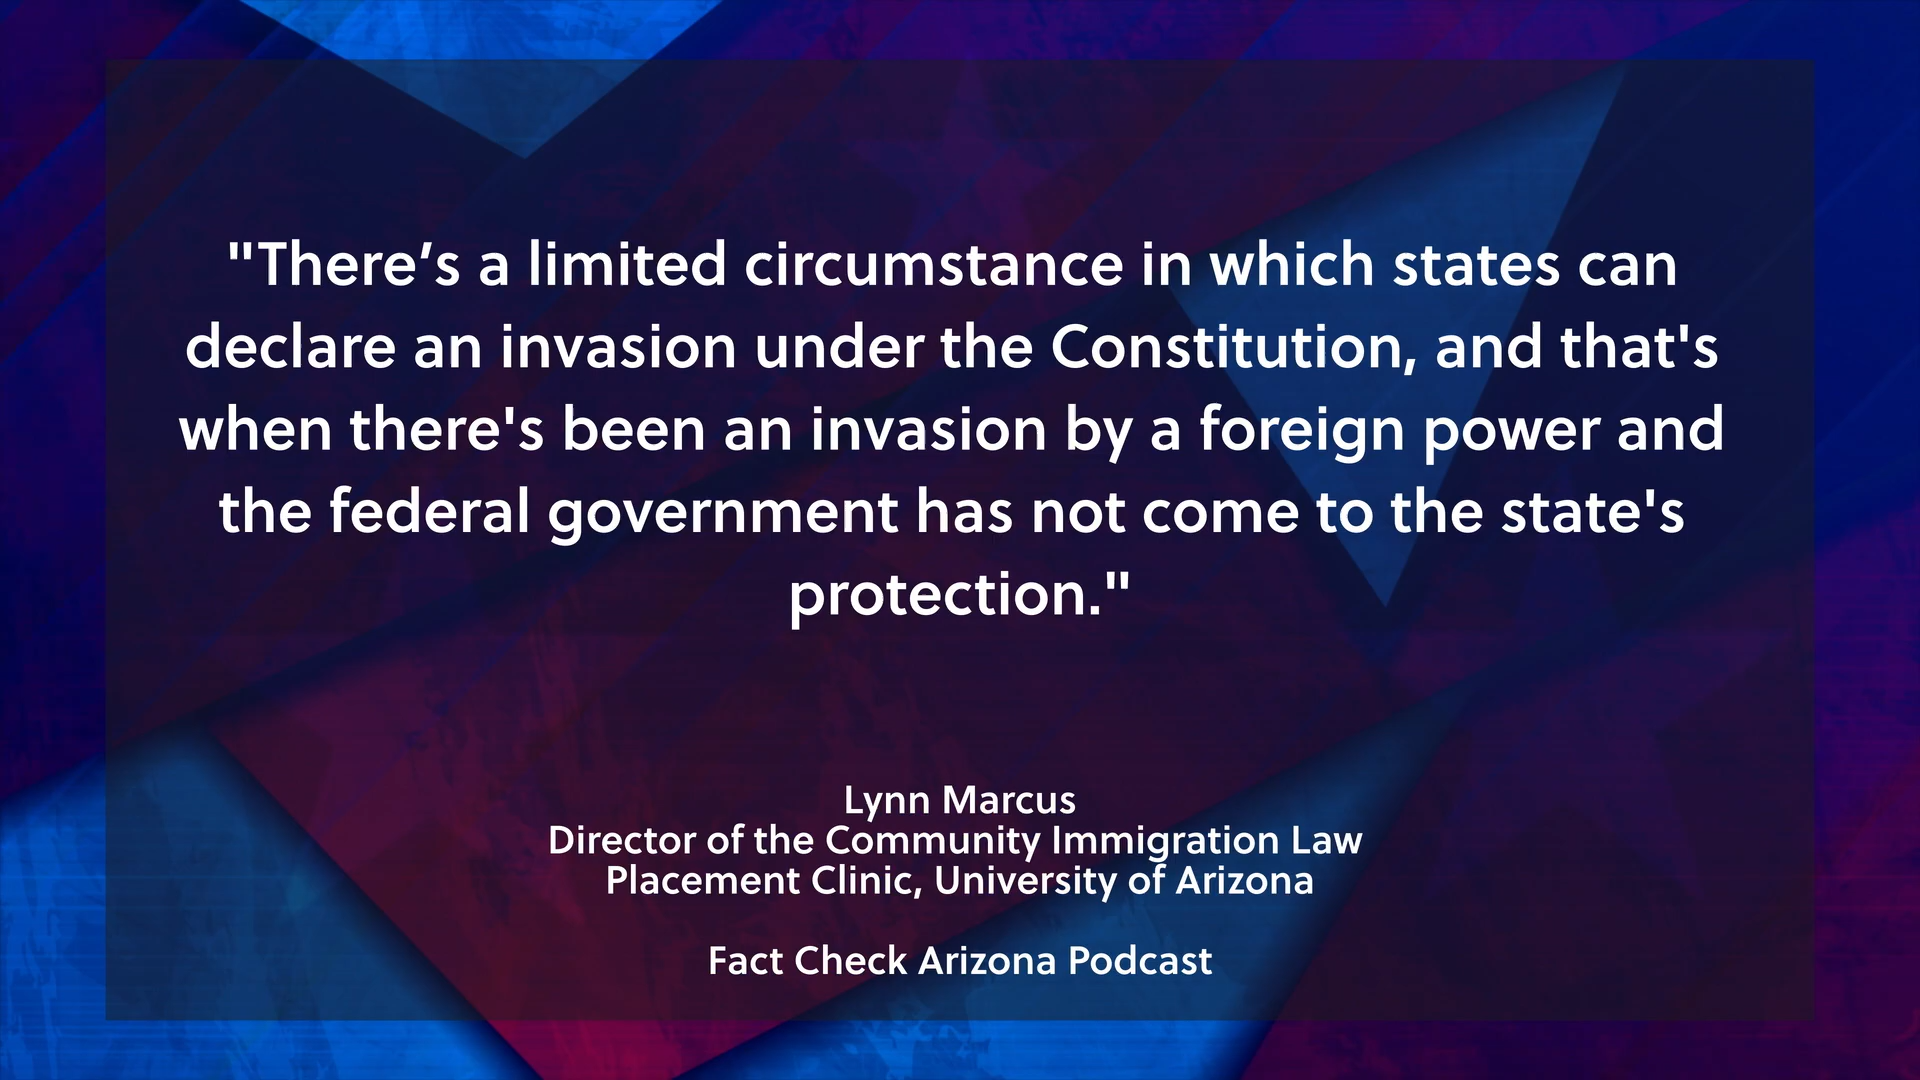 "There’s a limited circumstance in which states can
declare an invasion under the Constitution, and that's
when there's been an invasion by a foreign power and
the federal government has not come to the state's
protection."
Lynn Marcus
Director of the Community Immigration Law
Placement Clinic, University of Arizona
Fact Check Arizona Podcast